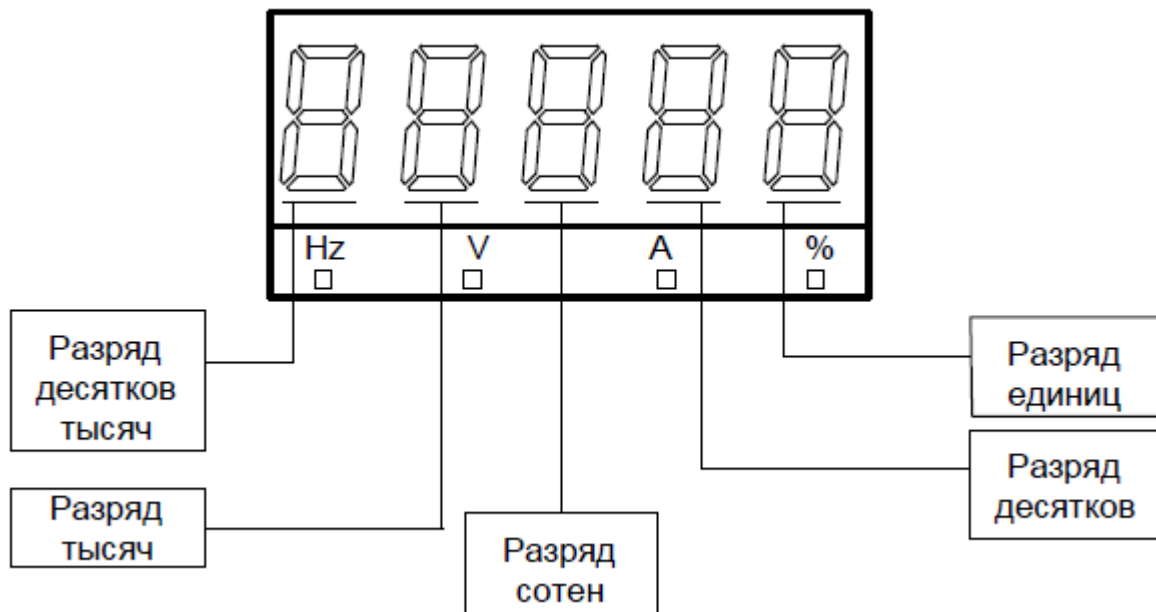 Hz V A %
Разряд
десятков
тысяч
Разряд
тысяч
Разряд
сотен
Разряд
единиц
Разряд
десятков